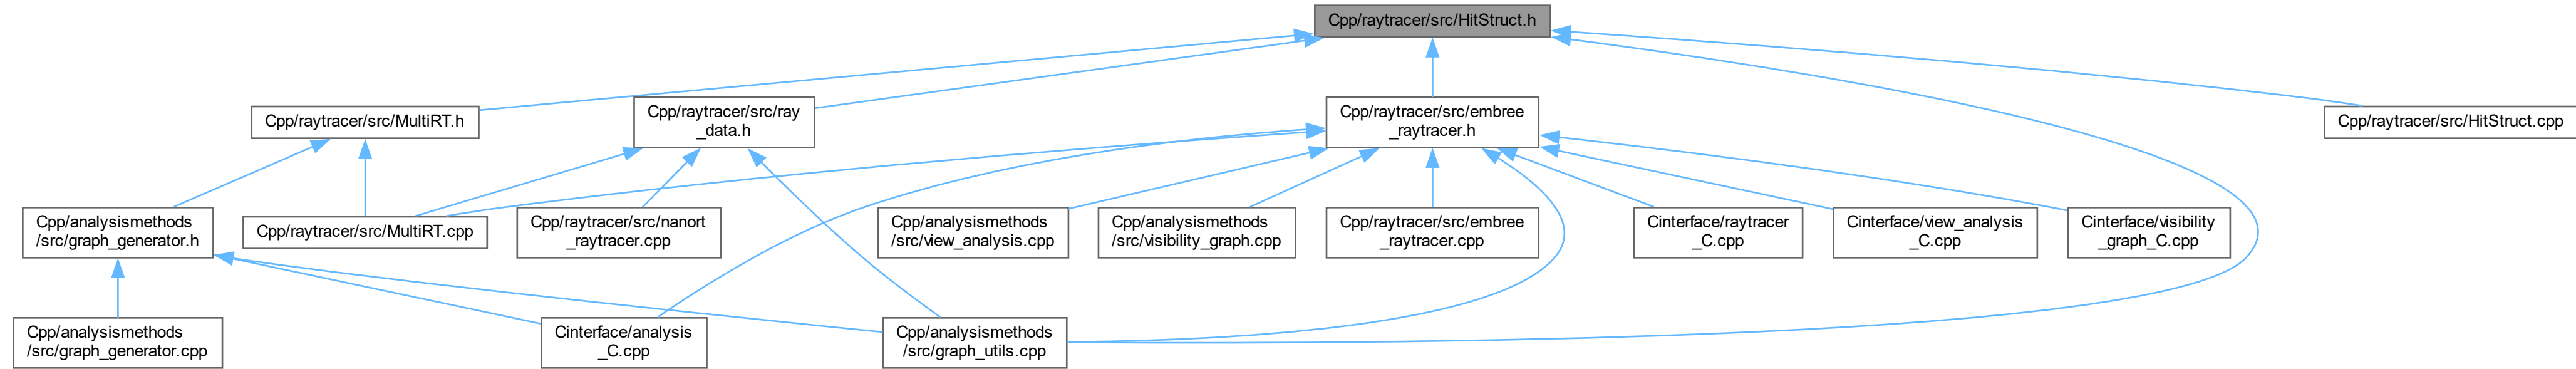 Cpp/raytracer/src/HitStruct.h
Cpp/raytracer/src/MultiRT.h
Cpp/raytracer/src/ray
_data.h
Cpp/raytracer/src/embree
_raytracer.h
Cpp/raytracer/src/HitStruct.cpp
Cpp/analysismethods
/src/graph_generator.h
Cpp/raytracer/src/MultiRT.cpp
Cpp/raytracer/src/nanort
_raytracer.cpp
Cpp/analysismethods
/src/view_analysis.cpp
Cpp/analysismethods
/src/visibility_graph.cpp
Cpp/raytracer/src/embree
_raytracer.cpp
Cinterface/raytracer
_C.cpp
Cinterface/view_analysis
_C.cpp
Cinterface/visibility
_graph_C.cpp
Cpp/analysismethods
/src/graph_generator.cpp
Cinterface/analysis
_C.cpp
Cpp/analysismethods
/src/graph_utils.cpp